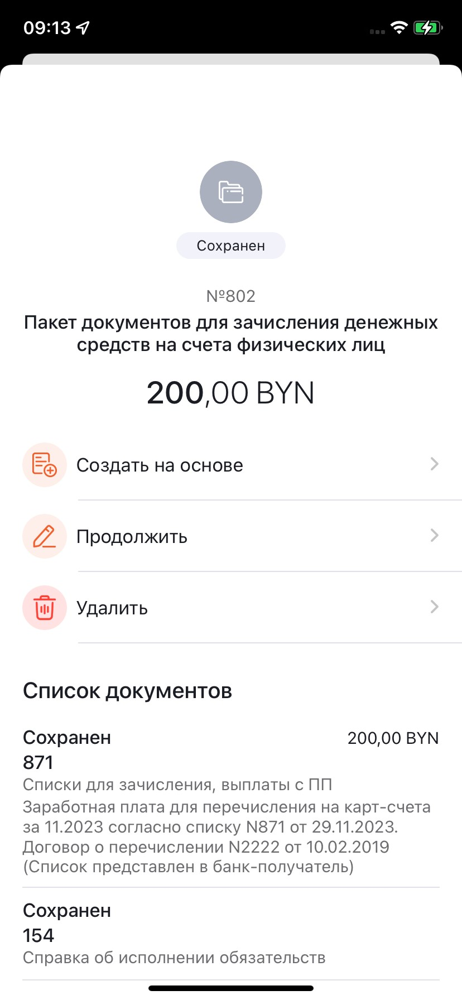 09:13
Сохранен
№802
Пакет документов для зачисления денежных
средств на счета физических лиц
200,00 BYN
Создать на основе
Продолжить
Удалить
Список документов
Сохранен 200,00 BYN
871
Списки для зачисления, выплаты с ПП
Заработная плата для перечисления на карт-счета
за 11.2023 согласно списку N871 от 29.11.2023.
Договор о перечислении N2222 от 10.02.2019
(Список представлен в банк-получатель)
Сохранен
154
Справка об исполнении обязательств